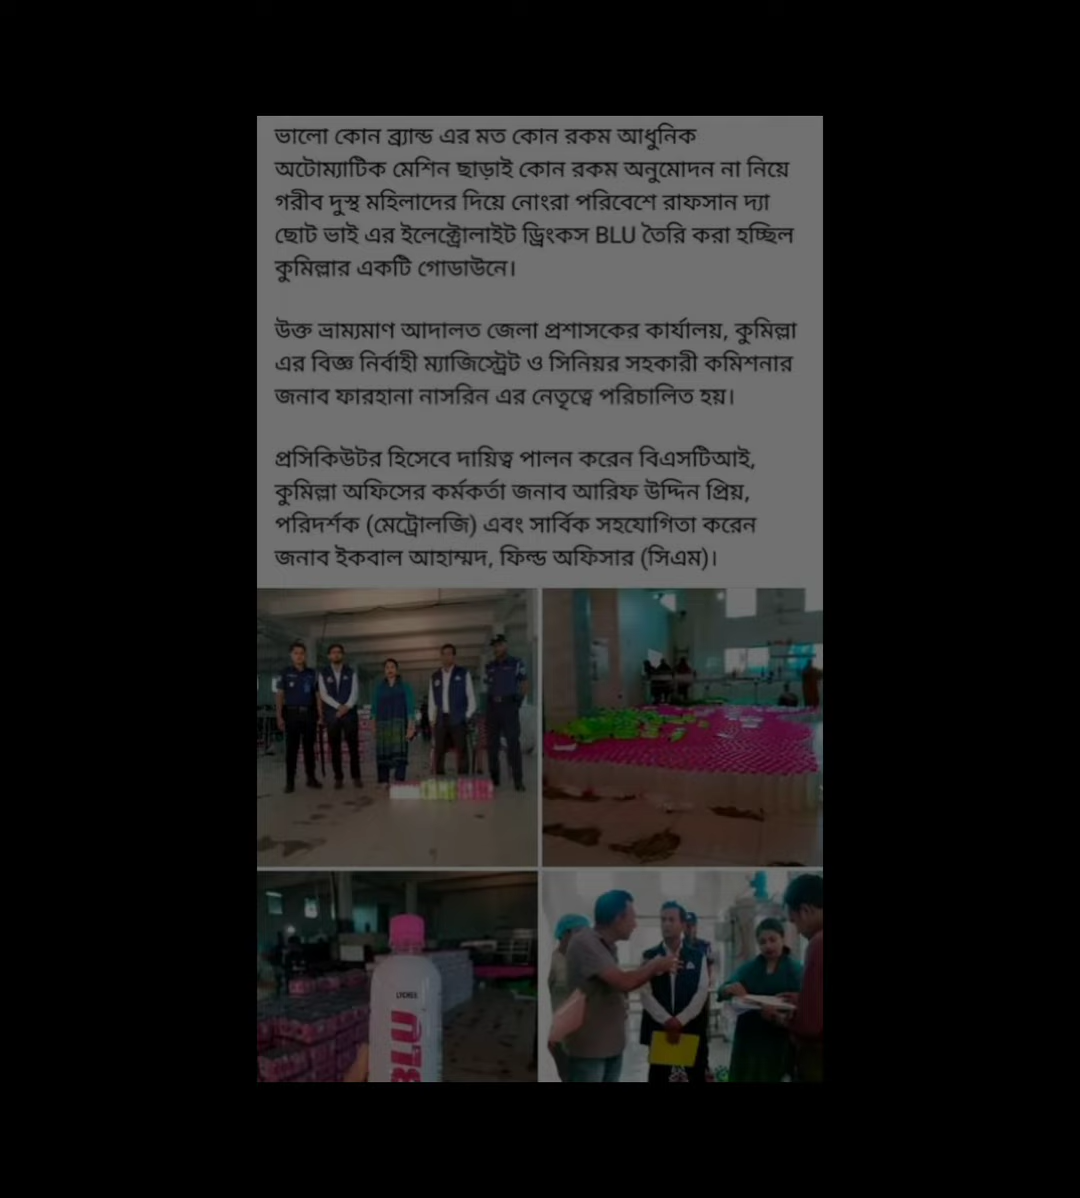 ভালো কোন ব্র্যান্ড এর মত কোন রকম আধুনিক
অটোম্যাটিক মেশিন ছাড়াই কোন রকম অনুমোদন না নিয়ে
গরীব দুস্থ মহিলাদের দিয়ে নোংরা পরিবেশে রাফসান দ্যা
ছোট ভাই এর ইলেক্ট্রোলাইট ড্রিংকস BLU তৈরি করা হচ্ছিল
কুমিল্লার একটি গোডাউনে।
উক্ত ভ্রাম্যমাণ আদালত জেলা প্রশাসকের কার্যালয়, কুমিল্লা
এর বিজ্ঞ নির্বাহী ম্যাজিস্ট্রেট ও সিনিয়র সহকারী কমিশনার
জনাব ফারহানা নাসরিন এর নেতৃত্বে পরিচালিত হয়।
প্রসিকিউটর হিসেবে দায়িত্ব পালন করেন বিএসটিআই,
কুমিল্লা অফিসের কর্মকর্তা জনাব আরিফ উদ্দিন প্রিয়,
পরিদর্শক (মেট্রোলজি) এবং সার্বিক সহযোগিতা করেন
জনাব ইকবাল আহাম্মদ, ফিল্ড অফিসার (সিএম)।
LYCHEE
BLU